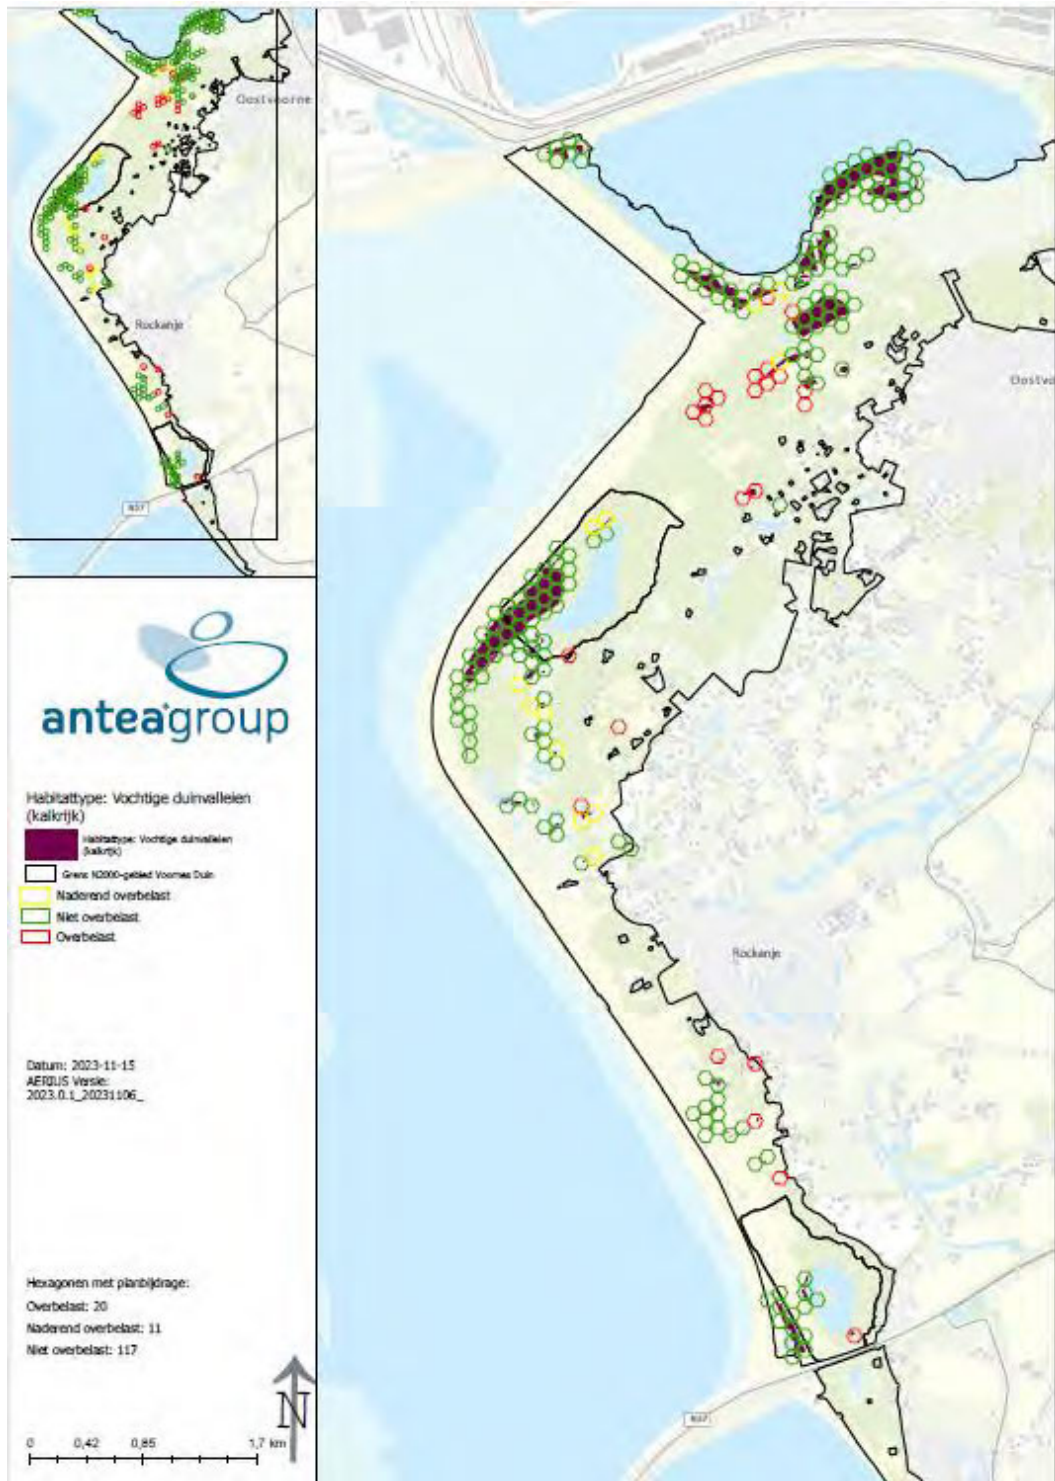 Oostvoorne
Rockanje
N57
anteagroup
Habitattype: Vochtige duinvalleien
(kalkrijk)
Habitattype: Vochtige duinvalleien
(kalkrijk)
Grens N2000-gebied Voornes Duin
Naderend overbelast
Niet overbelast
Overbelast
Datum: 2023-11-15
AERIUS Versie:
2023.0.1_20231106_
Hexagonen met planbijdrage:
Overbelast: 20
Naderend overbelast: 11
Niet overbelast: 117
N
0 0,42 0,85 1,7 km
Oostvo
Rockanje
N57